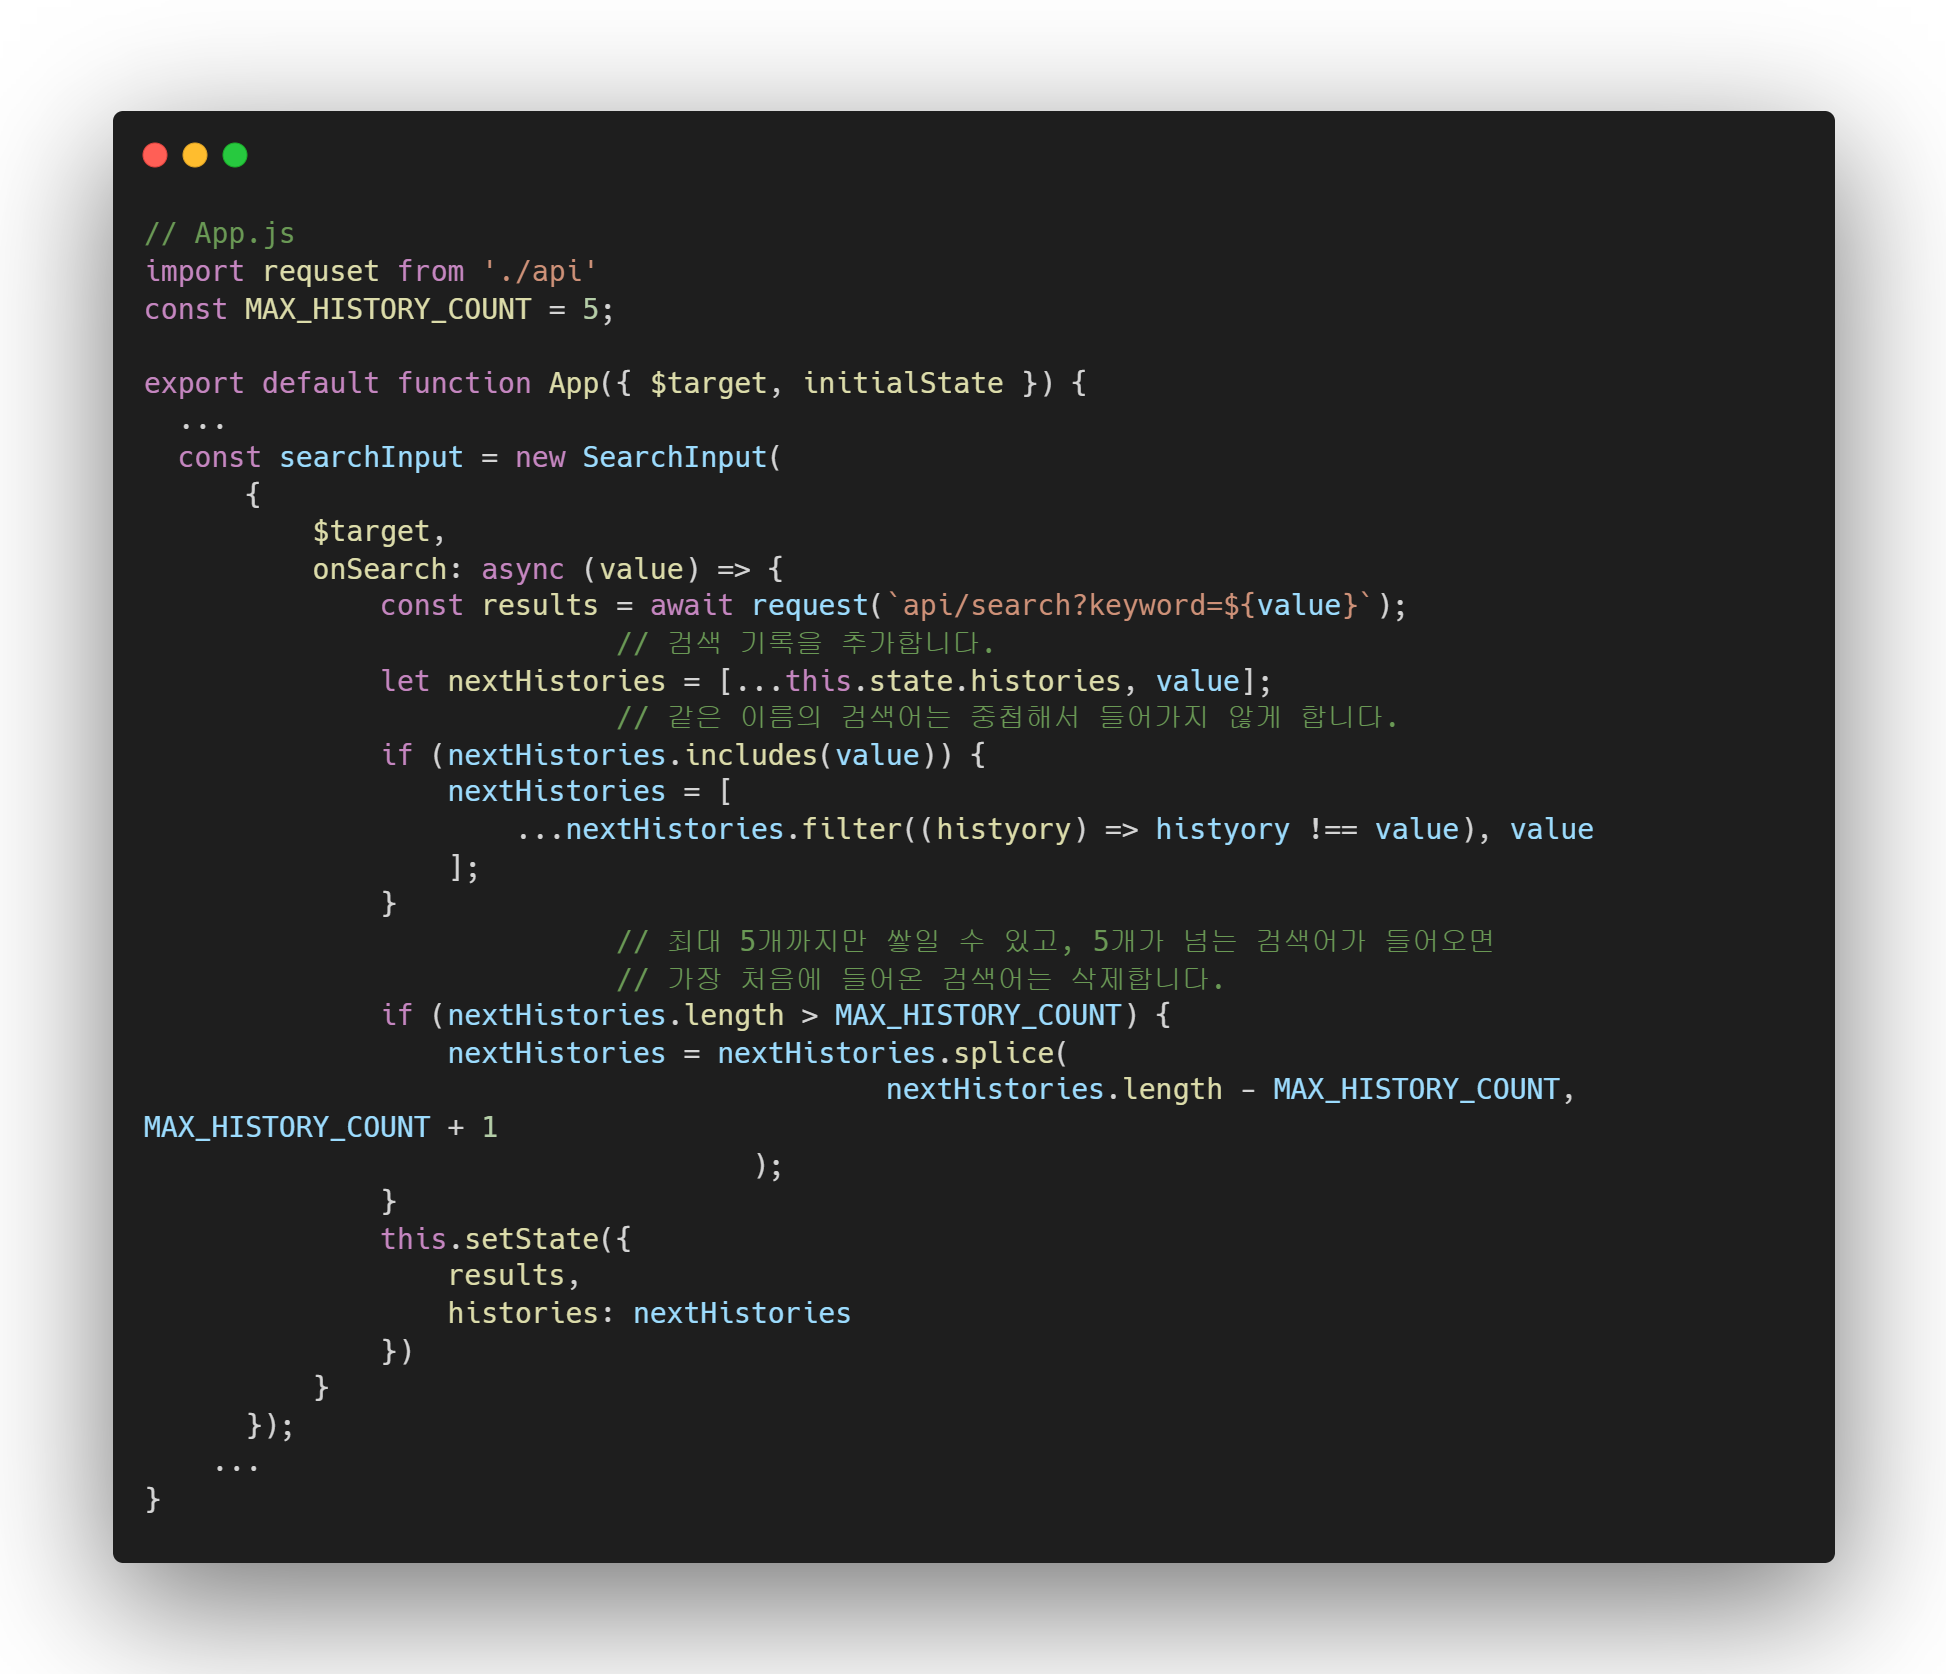 // App.js
import requset from './api'
const MAX_HISTORY_COUNT = 5;
export default function App({ $target, initialState }) {
...
const searchInput = new SearchInput(
{
$target,
onSearch: async (value) => {
const results = await request(`api/search?keyword=${value}`);
// 검색 기록을 추가합니다.
let nextHistories = [...this.state.histories, value];
// 같은 이름의 검색어는 중첩해서 들어가지 않게 합니다.
if (nextHistories.includes(value)) {
nextHistories = [
...nextHistories.filter((histyory) => histyory !== value), value
];
}
// 최대 5개까지만 쌓일 수 있고, 5개가 넘는 검색어가 들어오면
// 가장 처음에 들어온 검색어는 삭제합니다.
if (nextHistories.length > MAX_HISTORY_COUNT) {
nextHistories = nextHistories.splice(
nextHistories.length - MAX_HISTORY_COUNT,
MAX_HISTORY_COUNT + 1
);
}
this.setState({
results,
histories: nextHistories
})
}
});
...
}